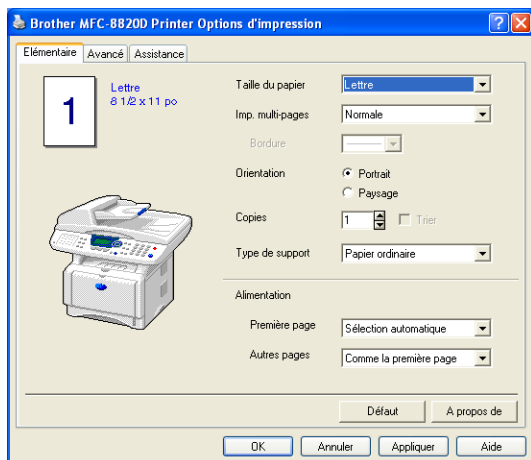 Brother MFC-8820D Printer Options d'impression
Elémentaire Avancé Assistance
1
Lettre
8 1/2 x 11 po
Taille du papier Lettre
Imp. multi-pages Normale
Bordure
Orientation Portrait
Paysage
Copies 1 Trier
Type de support Papier ordinaire
Alimentation
Première page Sélection automatique
Autres pages Comme la première page
Défaut A propos de
OK Annuler Appliquer Aide